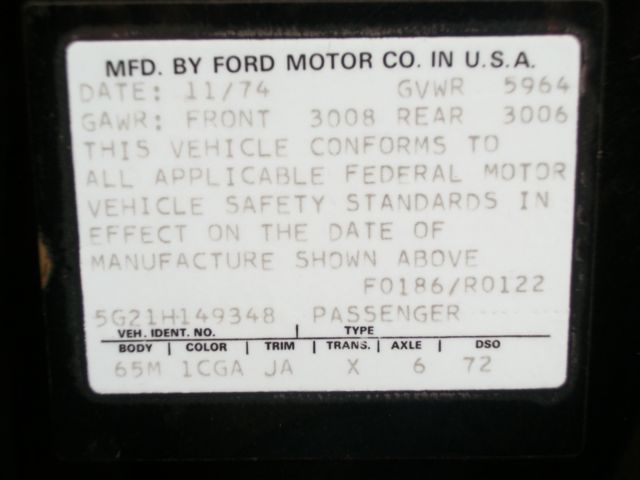 MFD. BY FORD MOTOR CO. IN U.S.A.
DATE: 11/74 GVWR 5964
GAWR: FRONT 3008 REAR 3006
THIS VEHICLE CONFORMS TO
ALL APPLICABLE FEDERAL MOTOR
VEHICLE SAFETY STANDARDS IN
EFFECT ON THE DATE OF
MANUFACTURE SHOWN ABOVE
F0186/R0122
5G21H149348 PASSENGER
VEH. IDENT. NO. | TYPE
BODY | COLOR | TRIM | TRANS. | AXLE | DSO
65M 1CGA JA X 6 72